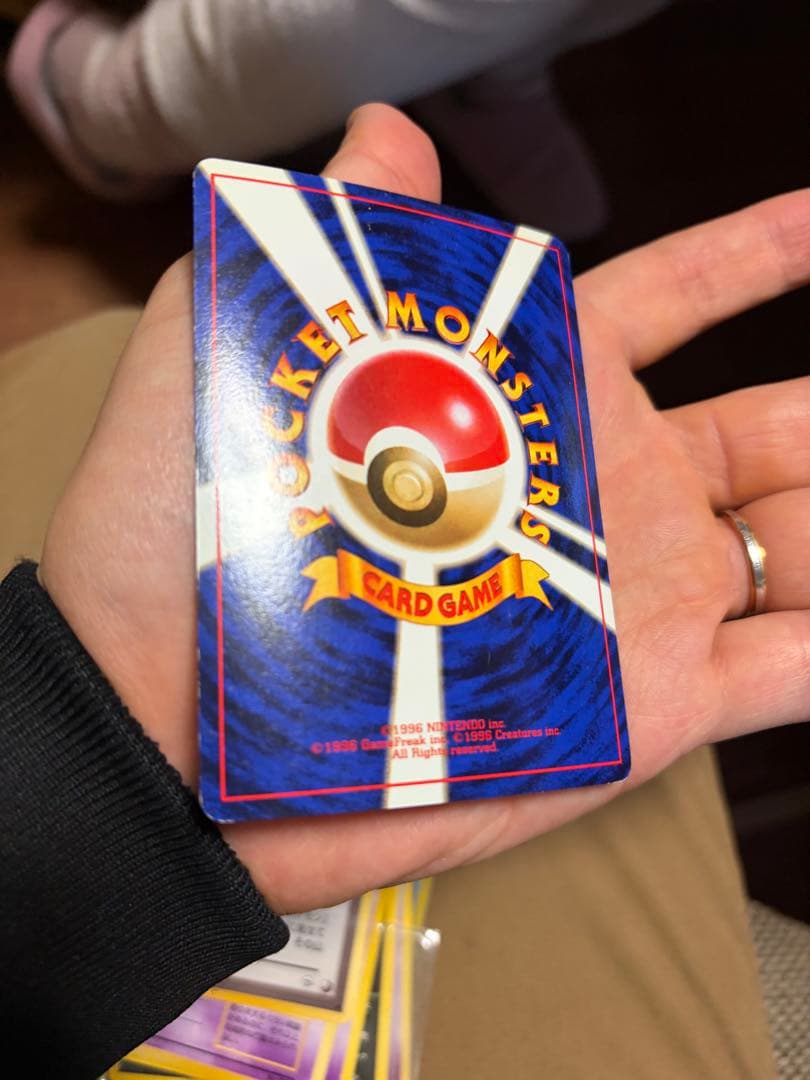 POCKET MONSTERS
CARD GAME
©1996 NINTENDO inc.
©1996 GameFreak inc. ©1996 Creatures inc.
All Rights reserved.